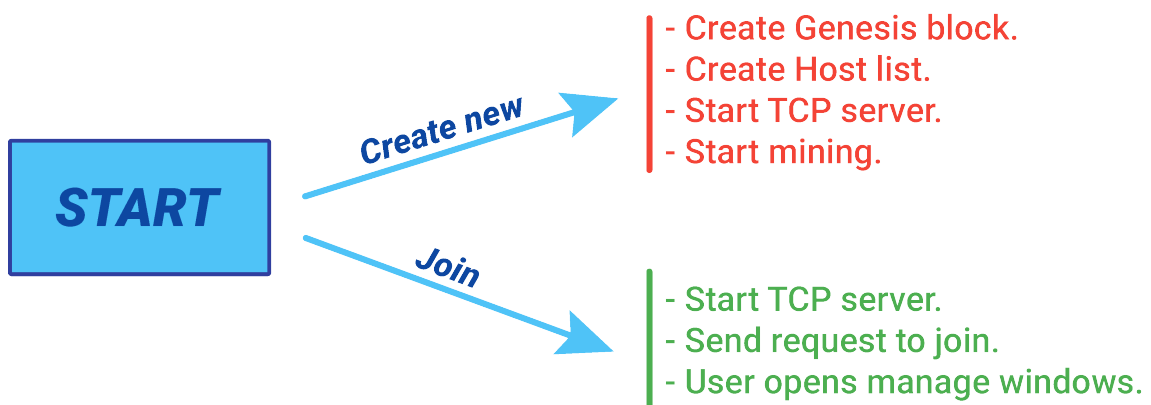 START
Create new
- Create Genesis block.
- Create Host list.
- Start TCP server.
- Start mining.
Join
- Start TCP server.
- Send request to join.
- User opens manage windows.